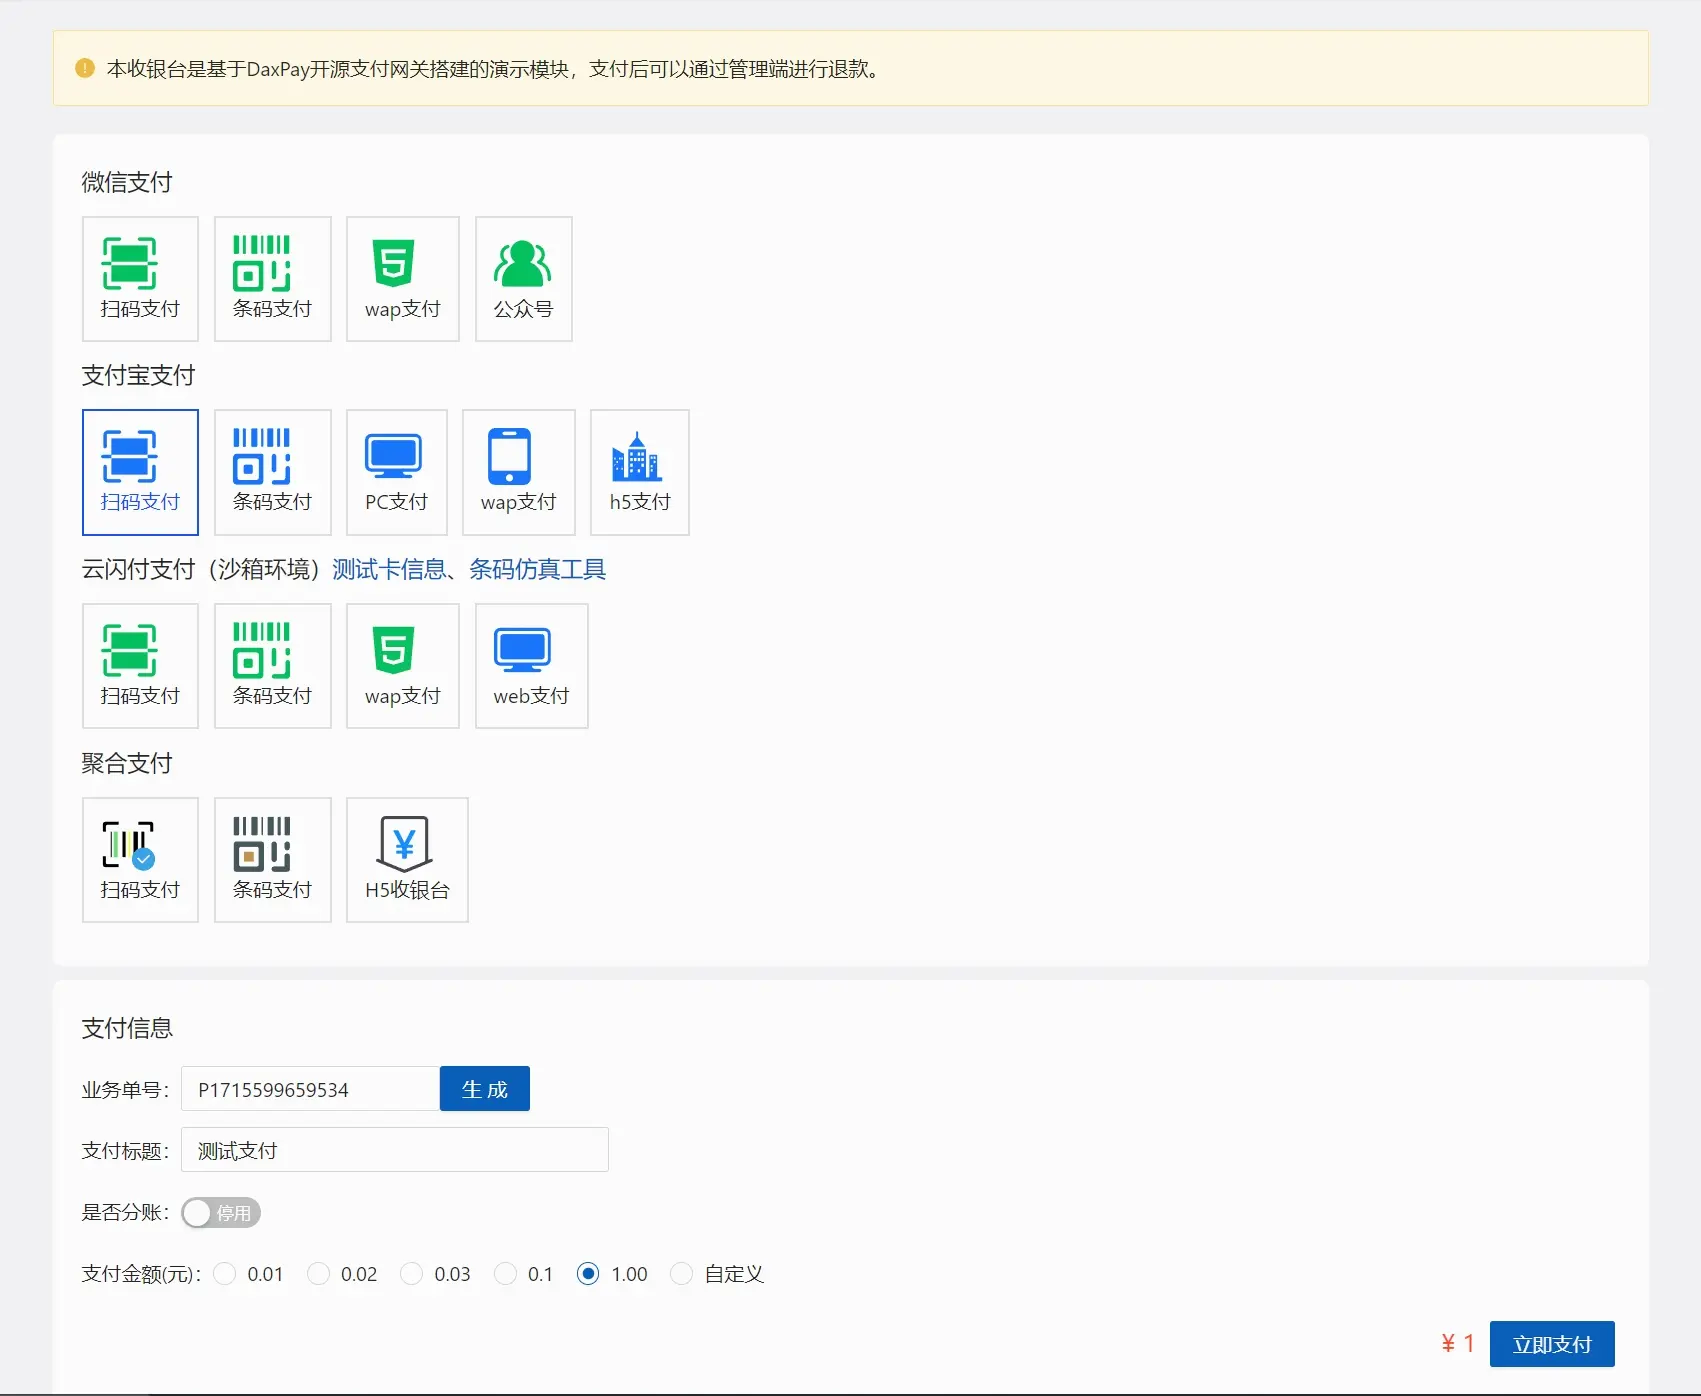 本收银台是基于DaxPay开源支付网关搭建的演示模块，支付后可以通过管理端进行退款。
微信支付
扫码支付 条码支付 wap支付 公众号
支付宝支付
扫码支付 条码支付 PC支付 wap支付 h5支付
云闪付支付（沙箱环境）测试卡信息、条码仿真工具
扫码支付 条码支付 wap支付 web支付
聚合支付
扫码支付 条码支付 H5收银台
支付信息
业务单号： P1715599659534 生 成
支付标题： 测试支付
是否分账： 停用
支付金额(元)： 0.01 0.02 0.03 0.1 1.00 自定义
¥ 1 立即支付